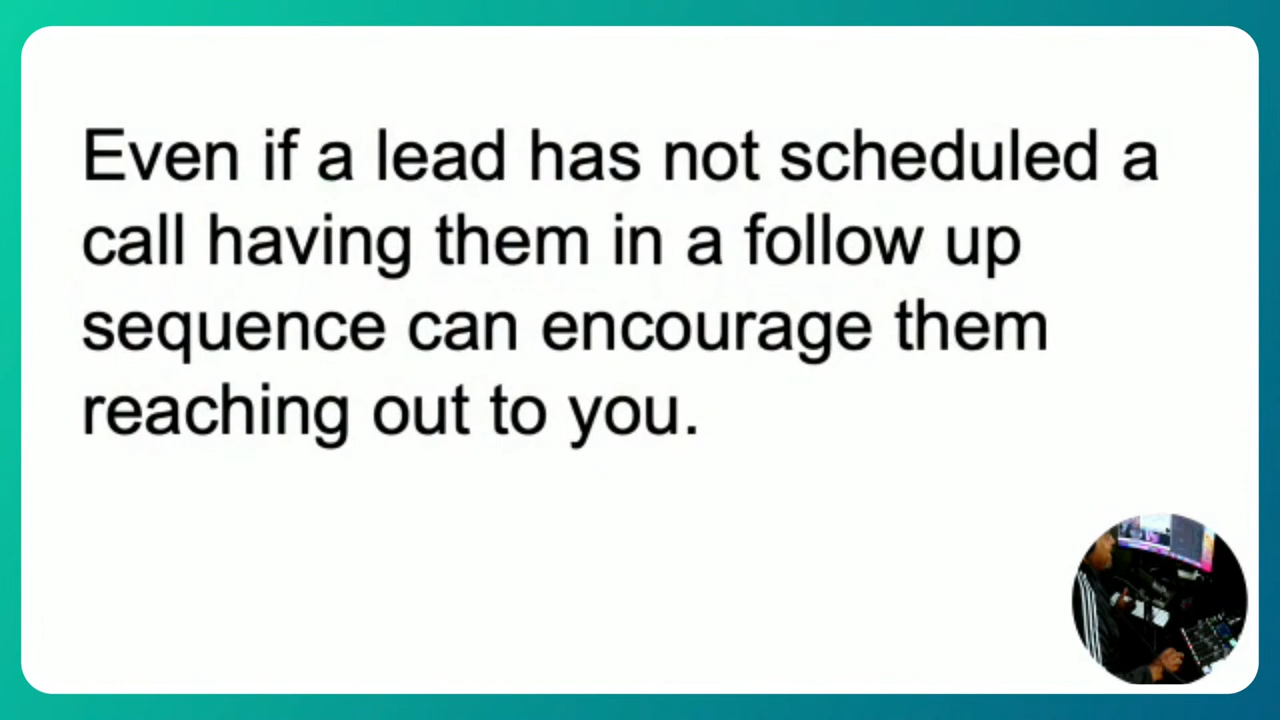 Even if a lead has not scheduled a
call having them in a follow up
sequence can encourage them
reaching out to you.